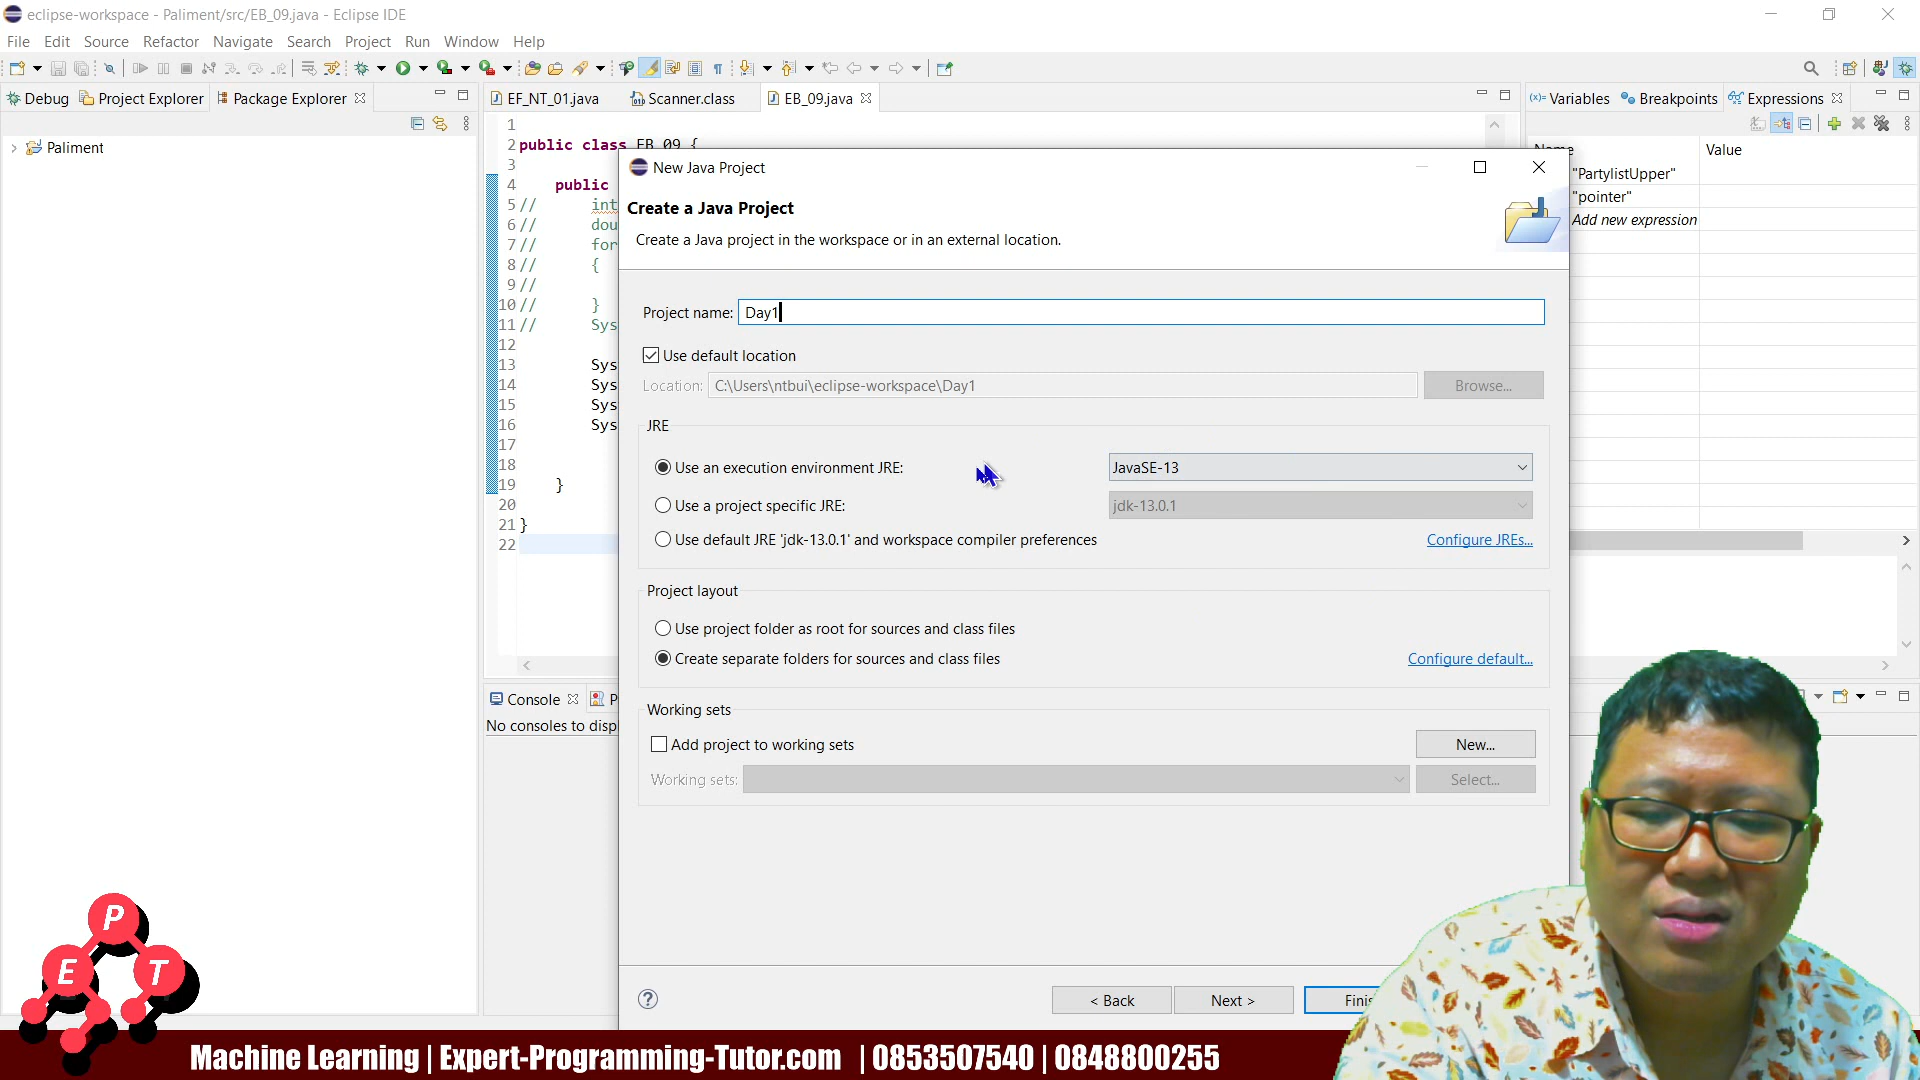 eclipse-workspace - Paliment/src/EB_09.java - Eclipse IDE
File Edit Source Refactor Navigate Search Project Run Window Help
Debug Project Explorer Package Explorer
EF_NT_01.java Scanner.class EB_09.java
Variables Breakpoints Expressions
Paliment
1
2 public class EB_09 {
3
4 public
5 // int
6 // dou
7 // for
8 // {
9 //
10 // }
11 // Sys
12
13 Sys
14 Sys
15 Sys
16 Sys
17
18
19 }
20
21 }
22
Value
"PartylistUpper"
"pointer"
Add new expression
New Java Project
Create a Java Project
Create a Java project in the workspace or in an external location.
Project name: Day1
Use default location
Location: C:\Users\ntbui\eclipse-workspace\Day1 Browse...
JRE
Use an execution environment JRE: JavaSE-13
Use a project specific JRE: jdk-13.0.1
Use default JRE 'jdk-13.0.1' and workspace compiler preferences Configure JREs...
Project layout
Use project folder as root for sources and class files
Create separate folders for sources and class files Configure default...
Working sets
Add project to working sets New...
Working sets: Select...
< Back Next > Finis
Console P
No consoles to disp
P
E T
Machine Learning | Expert-Programming-Tutor.com | 0853507540 | 0848800255